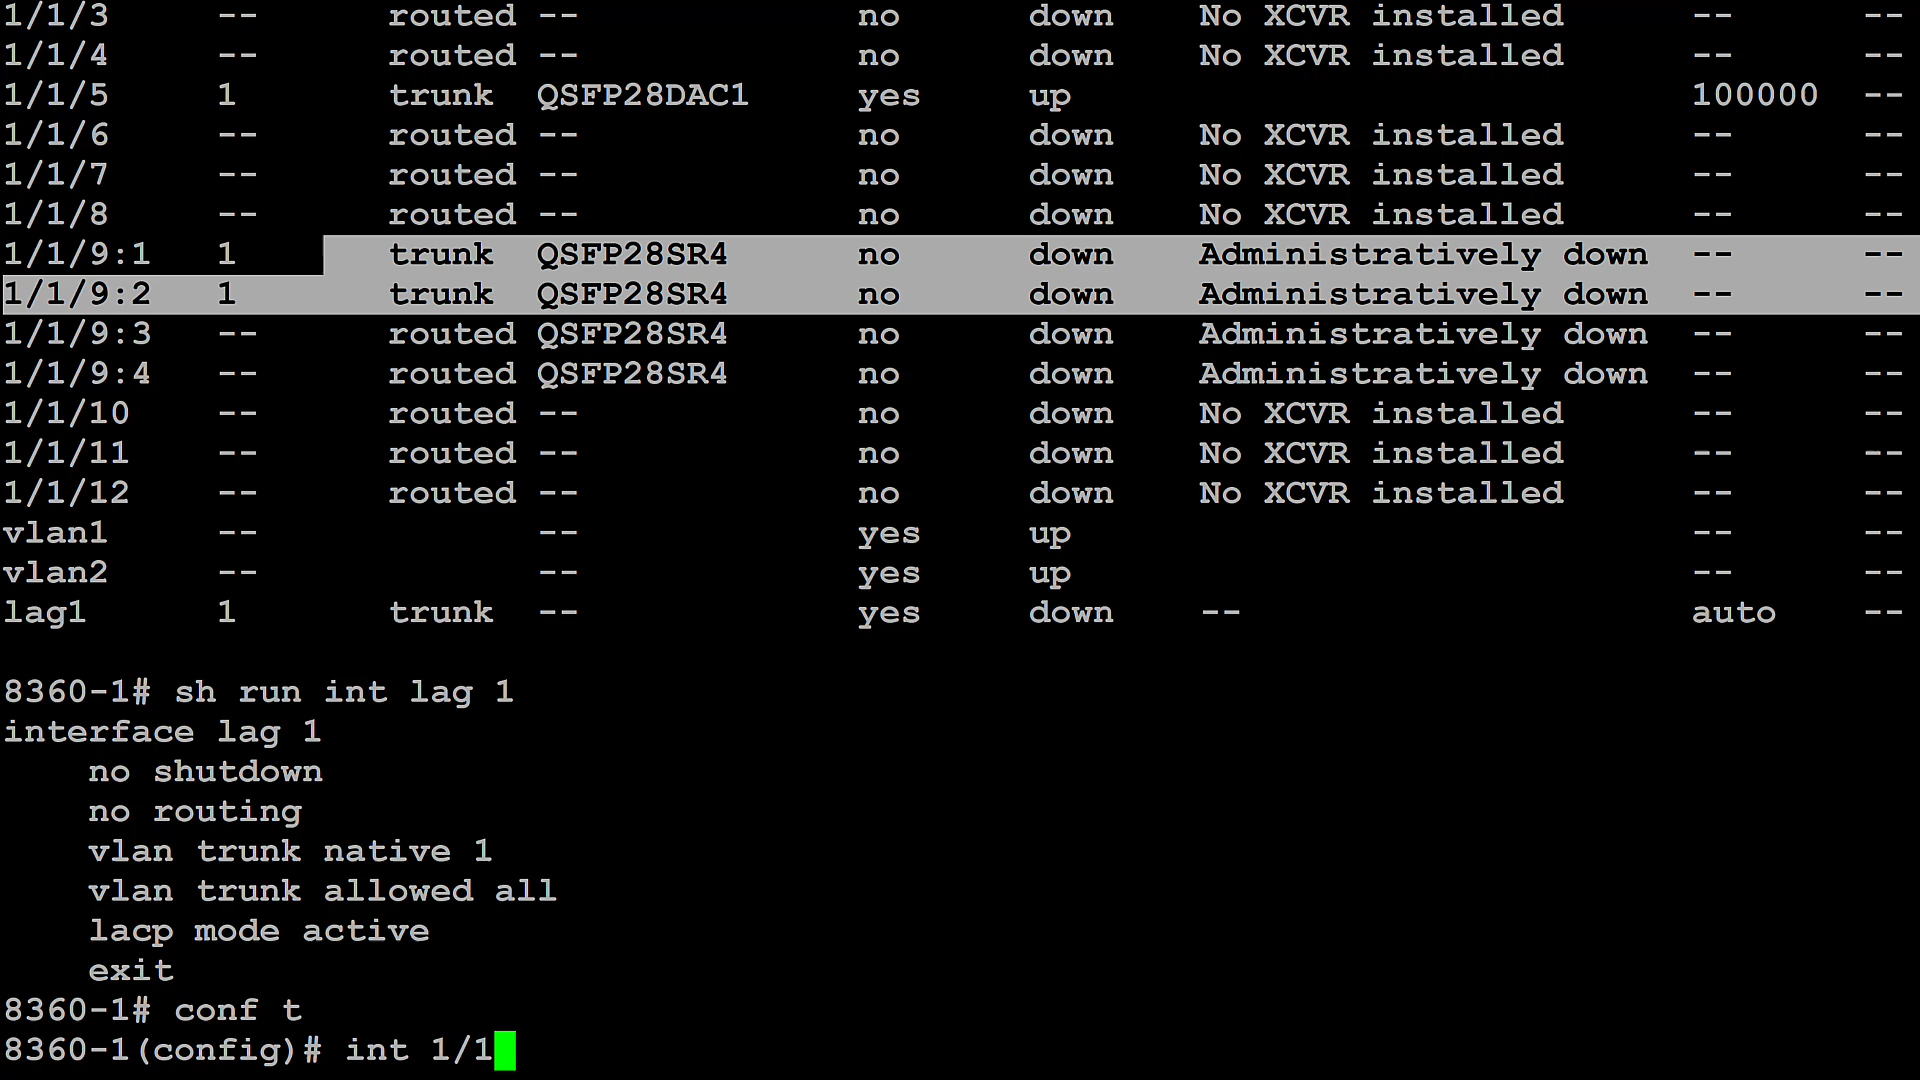 1/1/3     --      routed --             no      down    No XCVR installed      --      --
1/1/4     --      routed --             no      down    No XCVR installed      --      --
1/1/5     1       trunk  QSFP28DAC1     yes     up                             100000  --
1/1/6     --      routed --             no      down    No XCVR installed      --      --
1/1/7     --      routed --             no      down    No XCVR installed      --      --
1/1/8     --      routed --             no      down    No XCVR installed      --      --
1/1/9:1   1       trunk  QSFP28SR4      no      down    Administratively down  --      --
1/1/9:2   1       trunk  QSFP28SR4      no      down    Administratively down  --      --
1/1/9:3   --      routed QSFP28SR4      no      down    Administratively down  --      --
1/1/9:4   --      routed QSFP28SR4      no      down    Administratively down  --      --
1/1/10    --      routed --             no      down    No XCVR installed      --      --
1/1/11    --      routed --             no      down    No XCVR installed      --      --
1/1/12    --      routed --             no      down    No XCVR installed      --      --
vlan1     --             --             yes     up                             --      --
vlan2     --             --             yes     up                             --      --
lag1      1       trunk  --             yes     down    --                     auto    --
8360-1# sh run int lag 1
interface lag 1
    no shutdown
    no routing
    vlan trunk native 1
    vlan trunk allowed all
    lacp mode active
    exit
8360-1# conf t
8360-1(config)# int 1/1